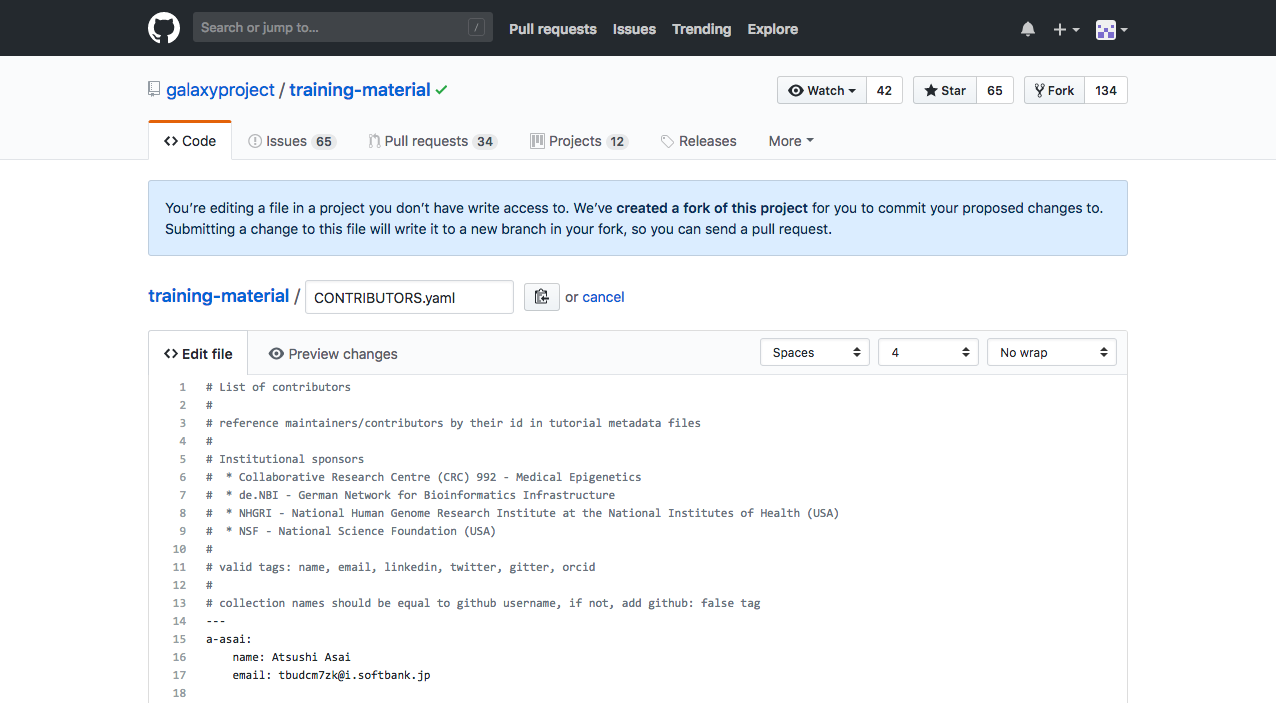 Search or jump to... / Pull requests Issues Trending Explore
galaxyproject / training-material Watch 42 Star 65 Fork 134
Code Issues 65 Pull requests 34 Projects 12 Releases More
You’re editing a file in a project you don’t have write access to. We’ve created a fork of this project for you to commit your proposed changes to.
Submitting a change to this file will write it to a new branch in your fork, so you can send a pull request.
training-material / CONTRIBUTORS.yaml or cancel
<> Edit file Preview changes Spaces 4 No wrap
1 # List of contributors
2 #
3 # reference maintainers/contributors by their id in tutorial metadata files
4 #
5 # Institutional sponsors
6 #  * Collaborative Research Centre (CRC) 992 - Medical Epigenetics
7 #  * de.NBI - German Network for Bioinformatics Infrastructure
8 #  * NHGRI - National Human Genome Research Institute at the National Institutes of Health (USA)
9 #  * NSF - National Science Foundation (USA)
10 #
11 # valid tags: name, email, linkedin, twitter, gitter, orcid
12 #
13 # collection names should be equal to github username, if not, add github: false tag
14 ---
15 a-asai:
16     name: Atsushi Asai
17     email: tbudcm7zk@i.softbank.jp
18